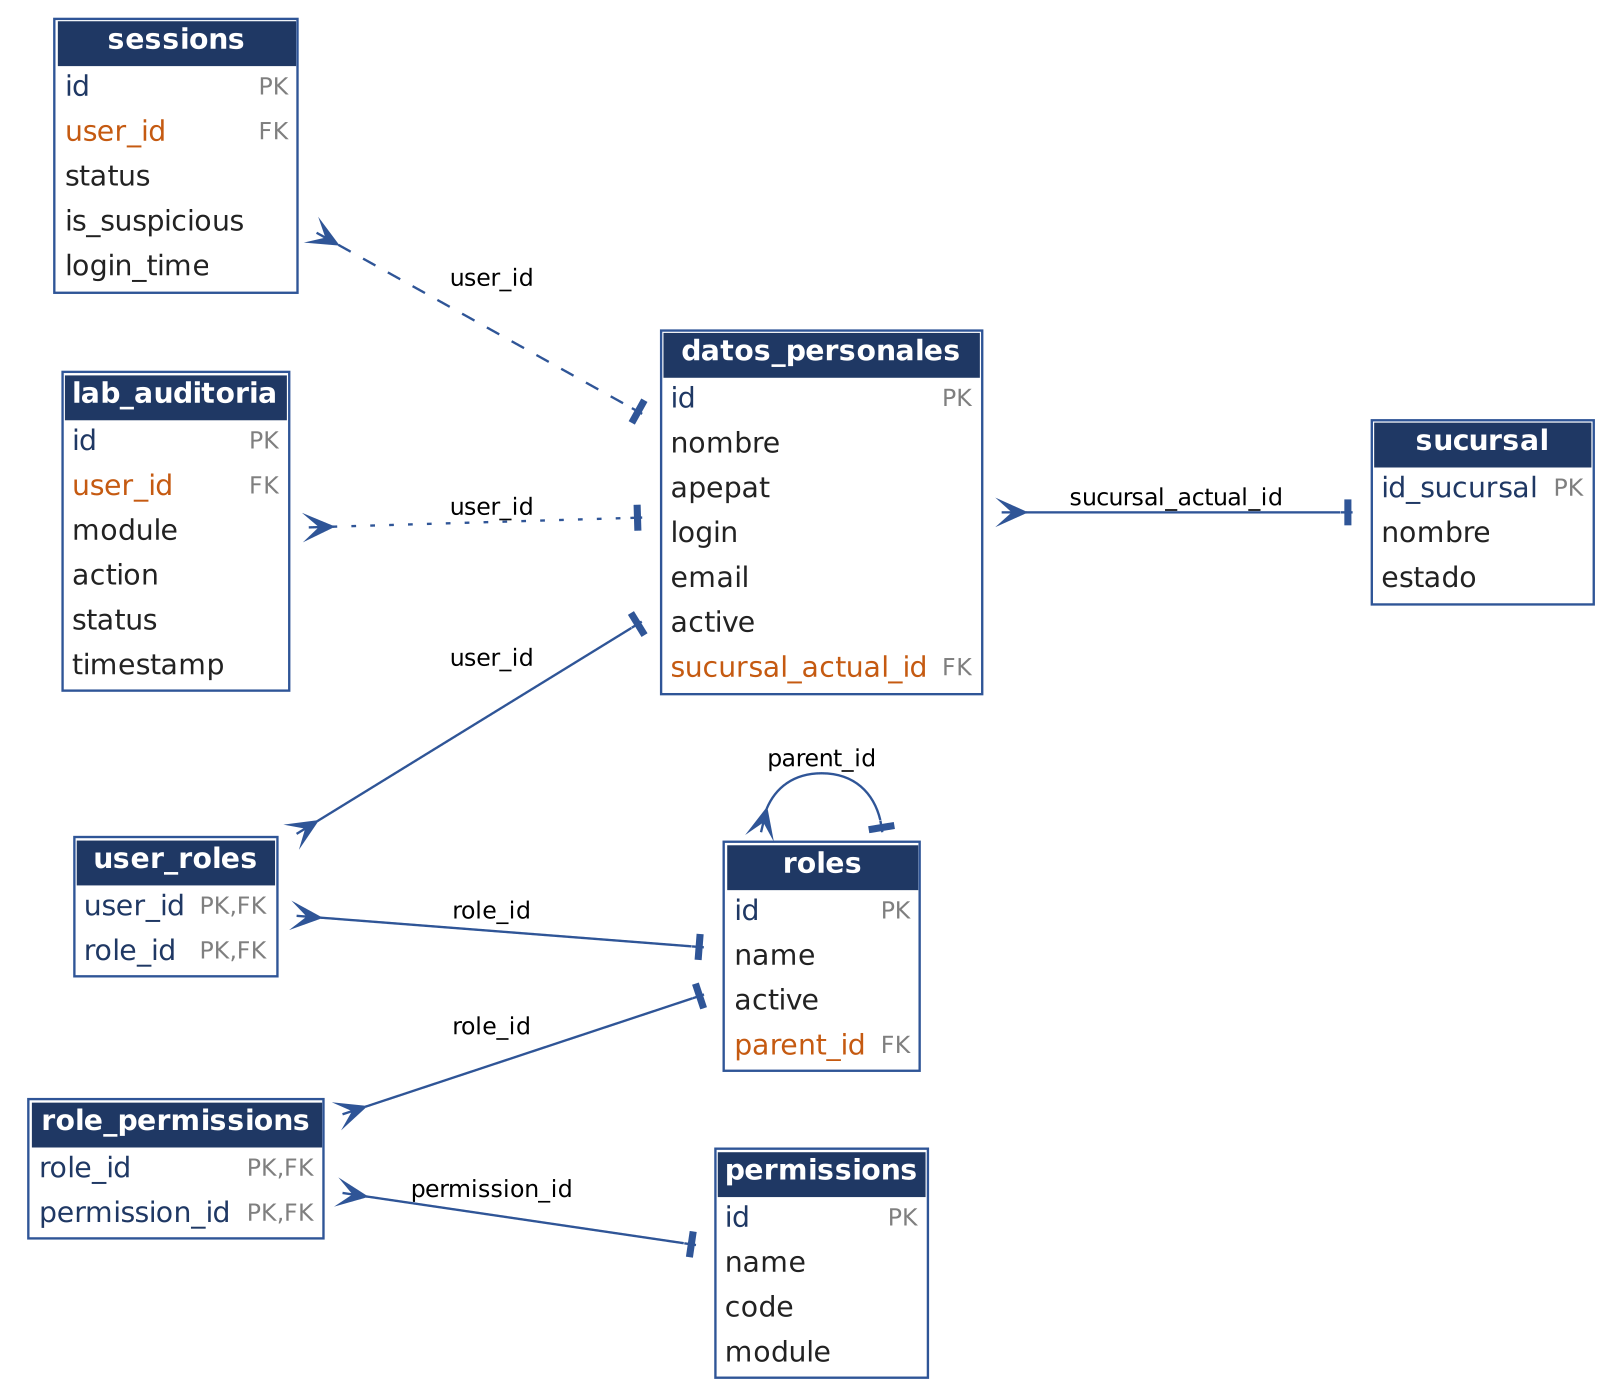 sessions
id PK
user_id FK
status
is_suspicious
login_time
user_id
lab_auditoria
id PK
user_id FK
module
action
status
timestamp
user_id
datos_personales
id PK
nombre
apepat
login
email
active
sucursal_actual_id FK
sucursal_actual_id
sucursal
id_sucursal PK
nombre
estado
user_id
user_roles
user_id PK,FK
role_id PK,FK
role_id
parent_id
roles
id PK
name
active
parent_id FK
role_id
role_permissions
role_id PK,FK
permission_id PK,FK
permission_id
permissions
id PK
name
code
module